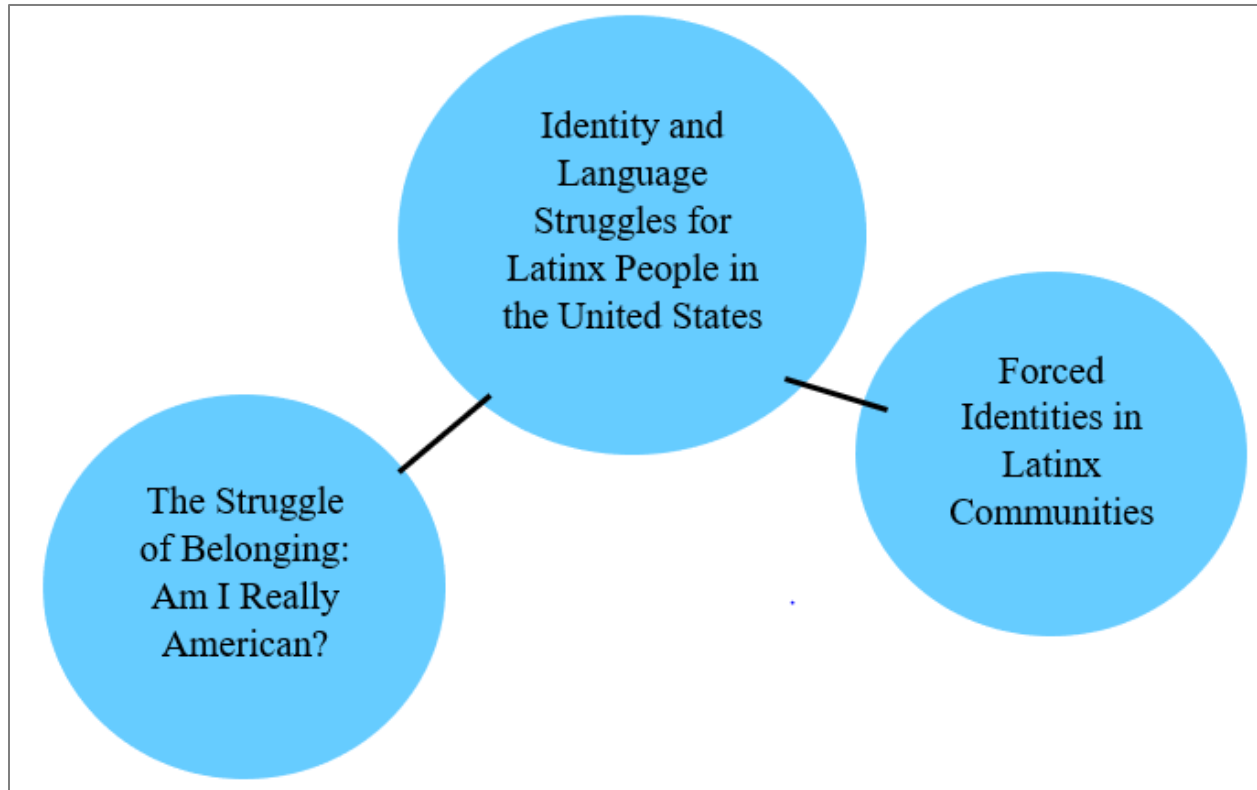 Identity and
Language
Struggles for
Latinx People in
the United States
Forced
Identities in
Latinx
Communities
The Struggle
of Belonging:
Am I Really
American?